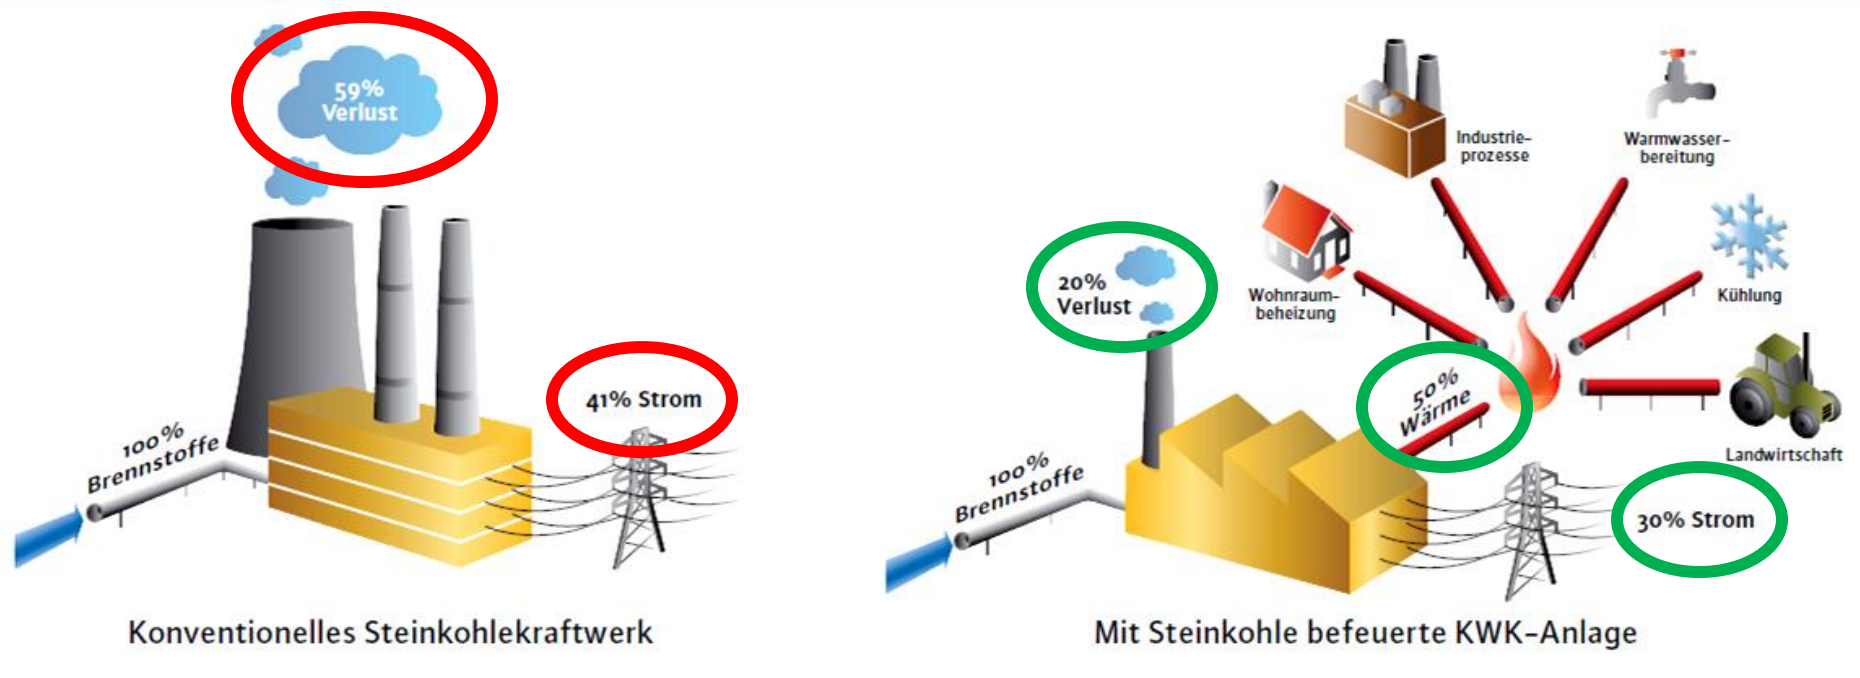 59%
Verlust
41% Strom
100%
Brennstoffe
Konventionelles Steinkohlekraftwerk
Industrie-
prozesse
Warmwasser-
bereitung
Wohnraum-
beheizung
Kühlung
20%
Verlust
50%
Wärme
Landwirtschaft
100%
Brennstoffe
30% Strom
Mit Steinkohle befeuerte KWK-Anlage